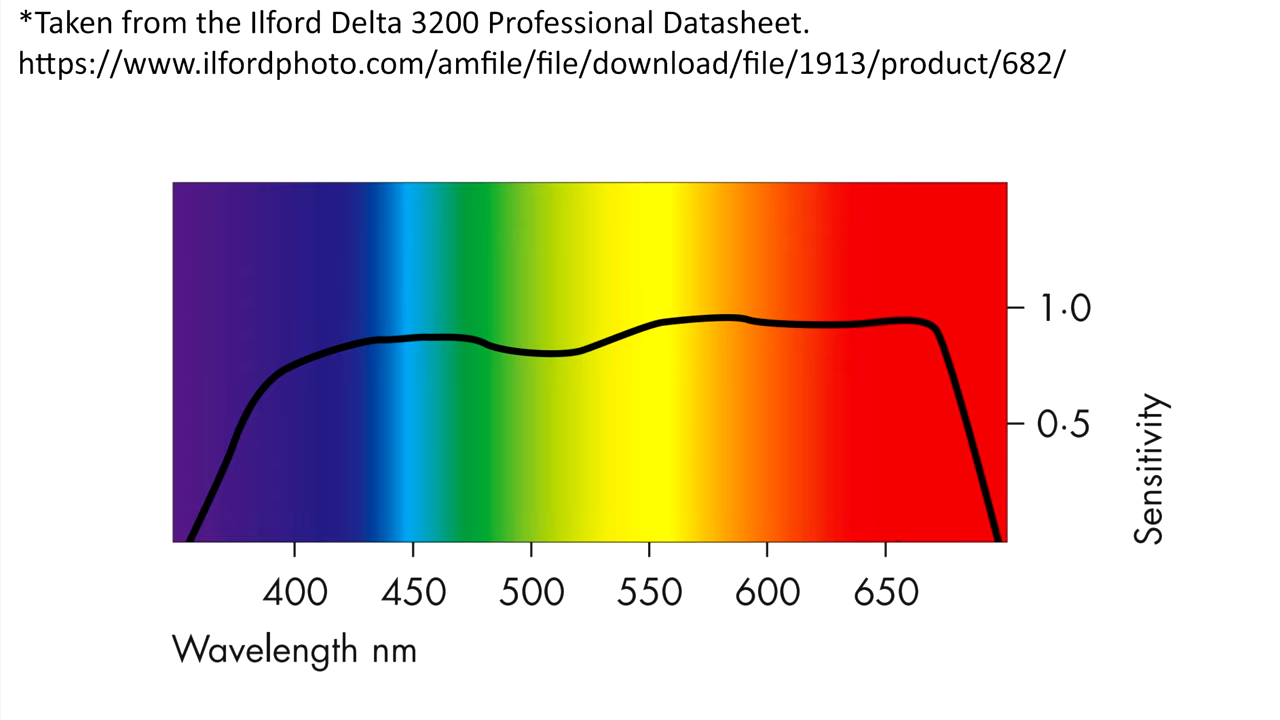 *Taken from the Ilford Delta 3200 Professional Datasheet.
https://www.ilfordphoto.com/amfile/file/download/file/1913/product/682/
1·0
0.5
Sensitivity
400 450 500 550 600 650
Wavelength nm